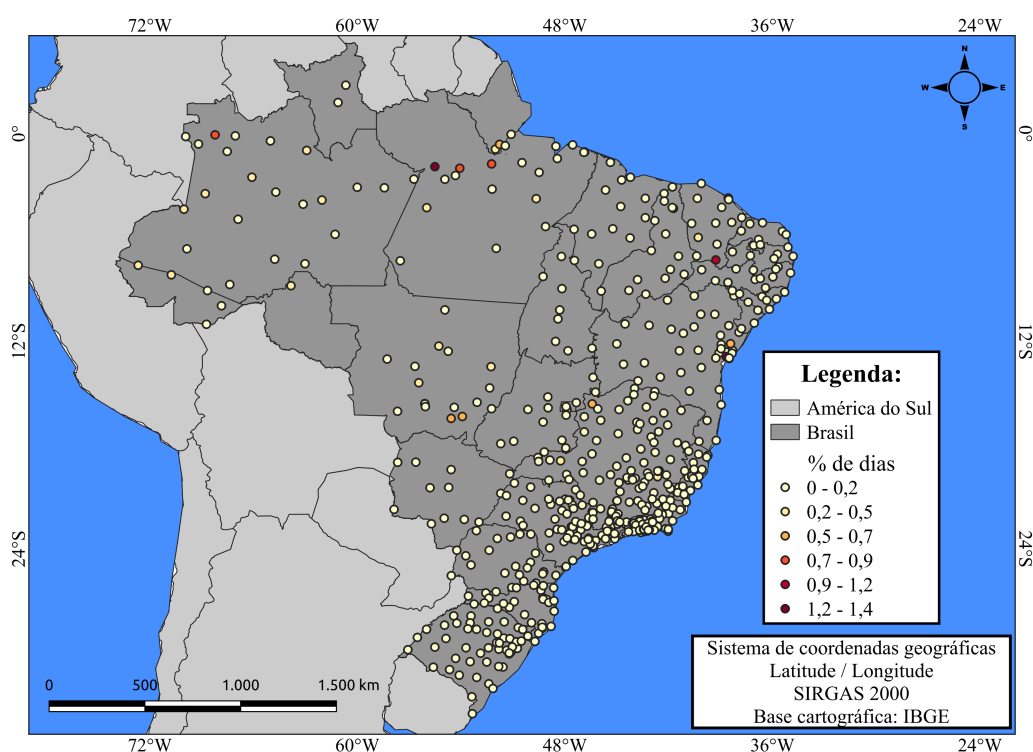 72°W 60°W 48°W 36°W 24°W
N
W E
S
0° 0°
12°S 12°S
24°S 24°S
Legenda:
América do Sul
Brasil
% de dias
0 - 0,2
0,2 - 0,5
0,5 - 0,7
0,7 - 0,9
0,9 - 1,2
1,2 - 1,4
Sistema de coordenadas geográficas
Latitude / Longitude
SIRGAS 2000
Base cartográfica: IBGE
0 500 1.000 1.500 km
72°W 60°W 48°W 36°W 24°W